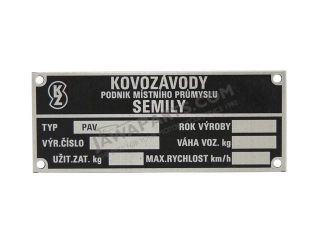 KOVOZÁVODY
PODNIK MÍSTNÍHO PRŮMYSLU
SEMILY
TYP PAV ROK VÝROBY
VÝR.ČÍSLO VÁHA VOZ. kg
UŽIT.ZAT. kg MAX.RYCHLOST km/h